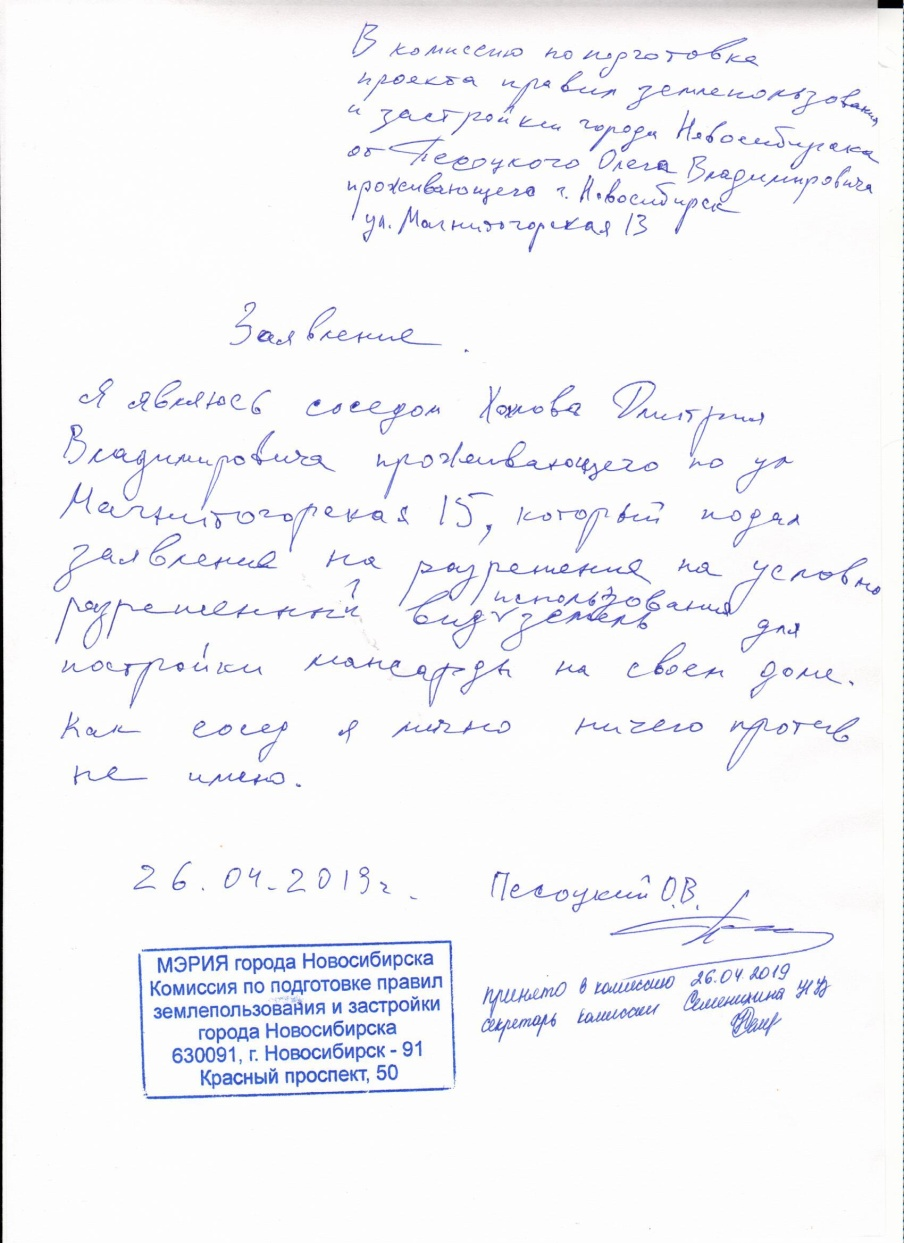 В комиссию по подготовке
проекта правил землепользования
и застройки города Новосибирска
от Песоцкого Олега Владимировича
проживающего г. Новосибирск
ул. Магнитогорская 13
Заявление.
Я являюсь соседом Дмитрия
Владимировича проживающего по ул
Магнитогорская 15, который подал
заявление на разрешение на условно
разрешенный вид использования земель для
постройки мансарды на своем доме.
Как сосед я лично ничего против
не имею.
26.04.2019г.
Песоцкий О.В.
МЭРИЯ города Новосибирска
Комиссия по подготовке правил
землепользования и застройки
города Новосибирска
630091, г. Новосибирск - 91
Красный проспект, 50
принято в комиссию 26.04.2019
секретарь комиссии Семенихина